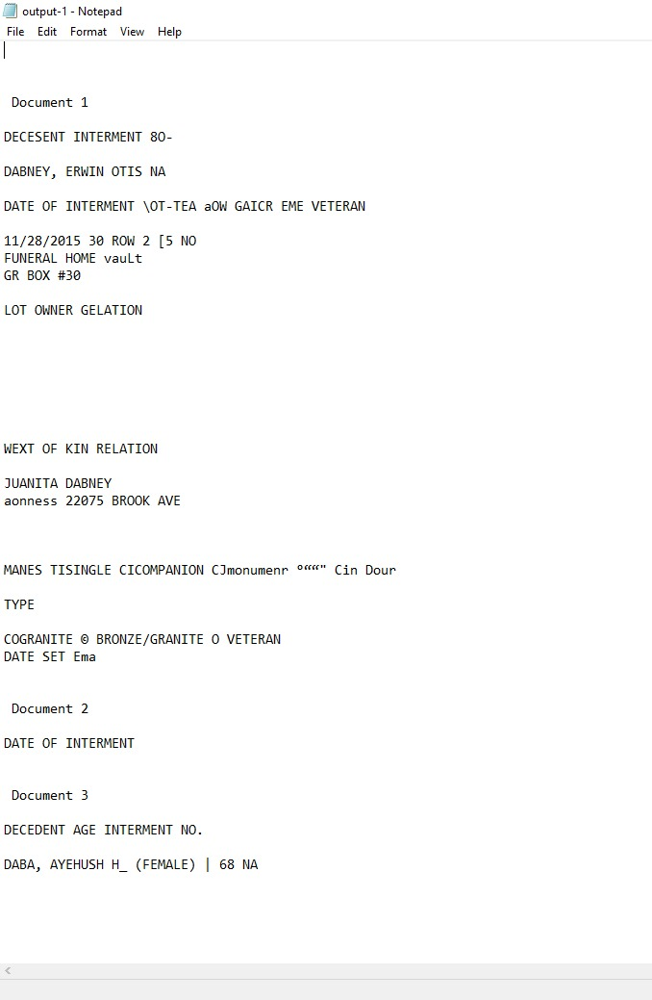 output-1 - Notepad
File Edit Format View Help
Document 1
DECESENT INTERMENT 8O-
DABNEY, ERWIN OTIS NA
DATE OF INTERMENT \OT-TEA aOW GAICR EME VETERAN
11/28/2015 30 ROW 2 [5 NO
FUNERAL HOME vauLt
GR BOX #30
LOT OWNER GELATION
WEXT OF KIN RELATION
JUANITA DABNEY
aonness 22075 BROOK AVE
MANES TISINGLE CICOMPANION CJmonumenr °““" Cin Dour
TYPE
COGRANITE © BRONZE/GRANITE O VETERAN
DATE SET Ema
Document 2
DATE OF INTERMENT
Document 3
DECEDENT AGE INTERMENT NO.
DABA, AYEHUSH H_ (FEMALE) | 68 NA